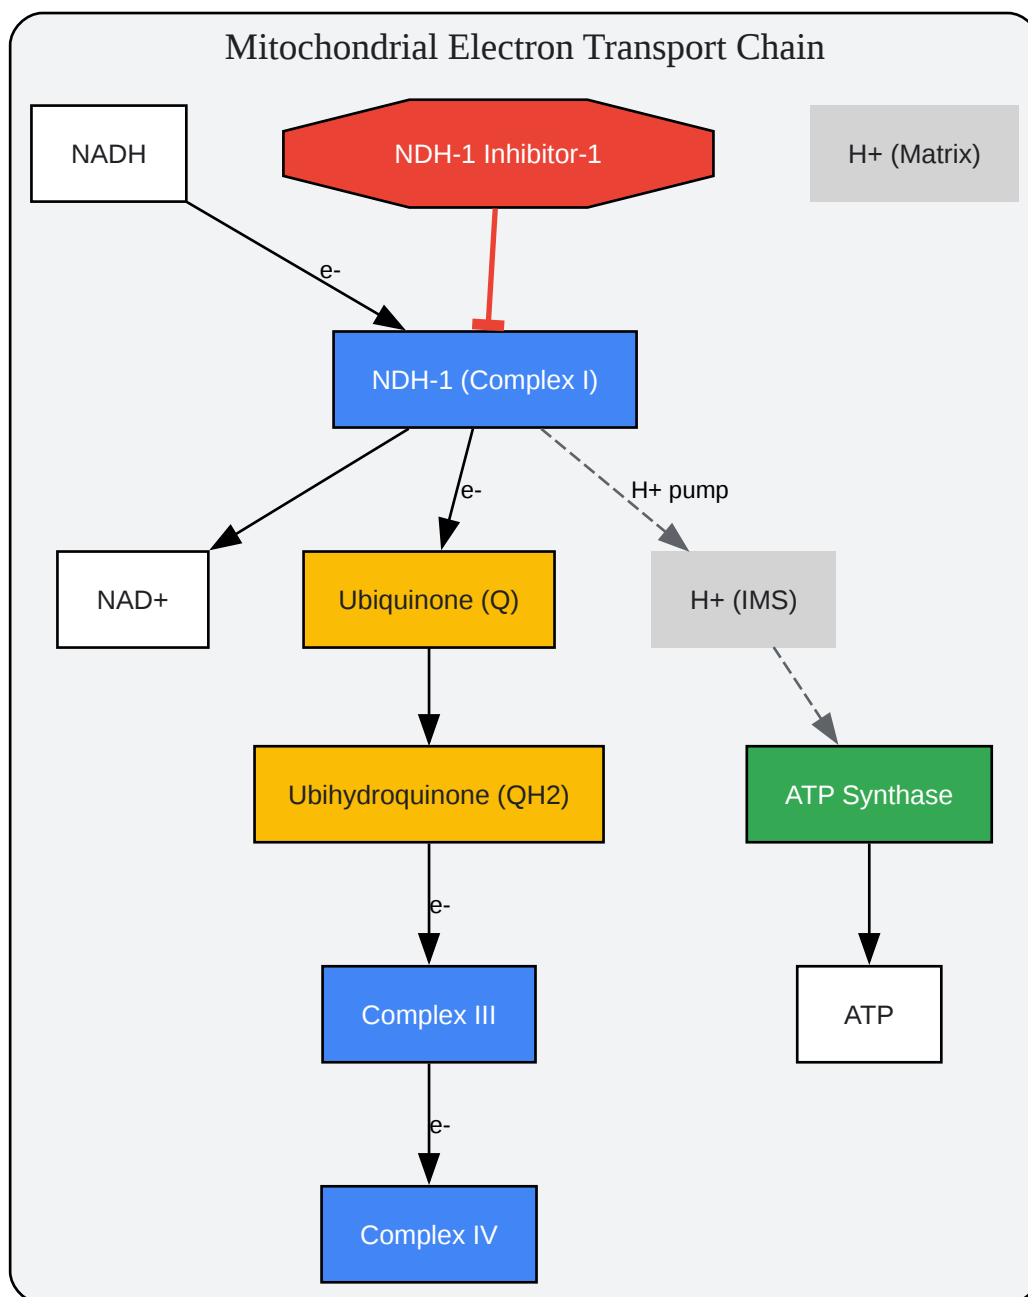 Mitochondrial Electron Transport Chain
NADH
NDH-1 Inhibitor-1
H+ (Matrix)
e-
NDH-1 (Complex I)
e-
H+ pump
NAD+
Ubiquinone (Q)
H+ (IMS)
Ubihydroquinone (QH2)
ATP Synthase
e-
Complex III
ATP
e-
Complex IV